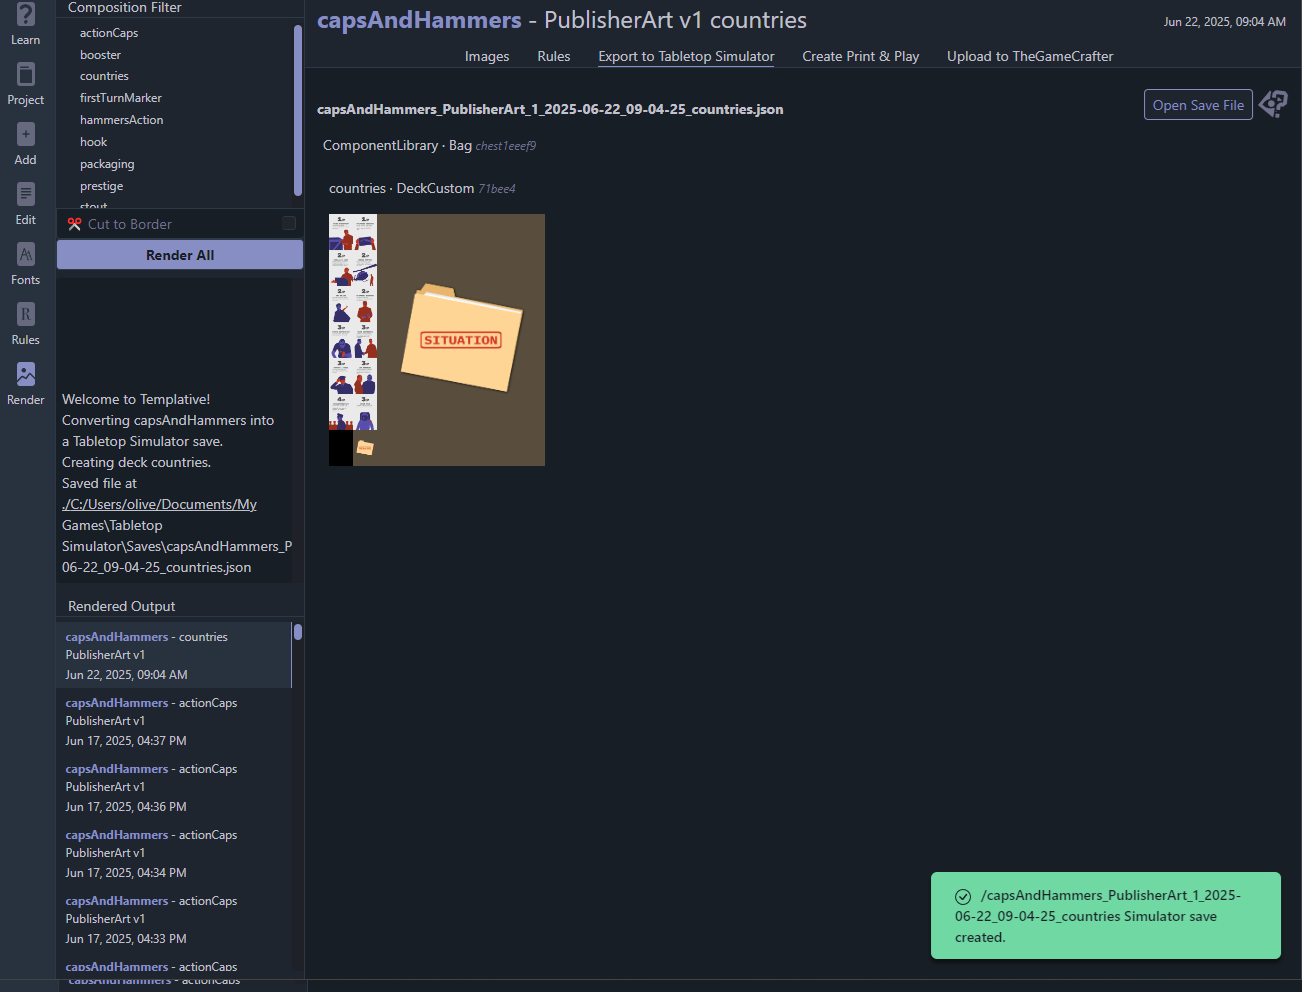 Learn
Project
Add
Edit
Fonts
Rules
Render
Composition Filter
actionCaps
booster
countries
firstTurnMarker
hammersAction
hook
packaging
prestige
stout
Cut to Border
Render All
Welcome to Templative!
Converting capsAndHammers into
a Tabletop Simulator save.
Creating deck countries.
Saved file at
./C:/Users/olive/Documents/My
Games\Tabletop
Simulator\Saves\capsAndHammers_P
06-22_09-04-25_countries.json
Rendered Output
capsAndHammers - countries
PublisherArt v1
Jun 22, 2025, 09:04 AM
capsAndHammers - actionCaps
PublisherArt v1
Jun 17, 2025, 04:37 PM
capsAndHammers - actionCaps
PublisherArt v1
Jun 17, 2025, 04:36 PM
capsAndHammers - actionCaps
PublisherArt v1
Jun 17, 2025, 04:34 PM
capsAndHammers - actionCaps
PublisherArt v1
Jun 17, 2025, 04:33 PM
capsAndHammers - actionCaps
capsAndHammers - actionCaps
capsAndHammers - PublisherArt v1 countries
Jun 22, 2025, 09:04 AM
Images Rules Export to Tabletop Simulator Create Print & Play Upload to TheGameCrafter
capsAndHammers_PublisherArt_1_2025-06-22_09-04-25_countries.json
Open Save File
ComponentLibrary · Bag chest1eeef9
countries · DeckCustom 71bee4
SITUATION
/capsAndHammers_PublisherArt_1_2025-
06-22_09-04-25_countries Simulator save
created.